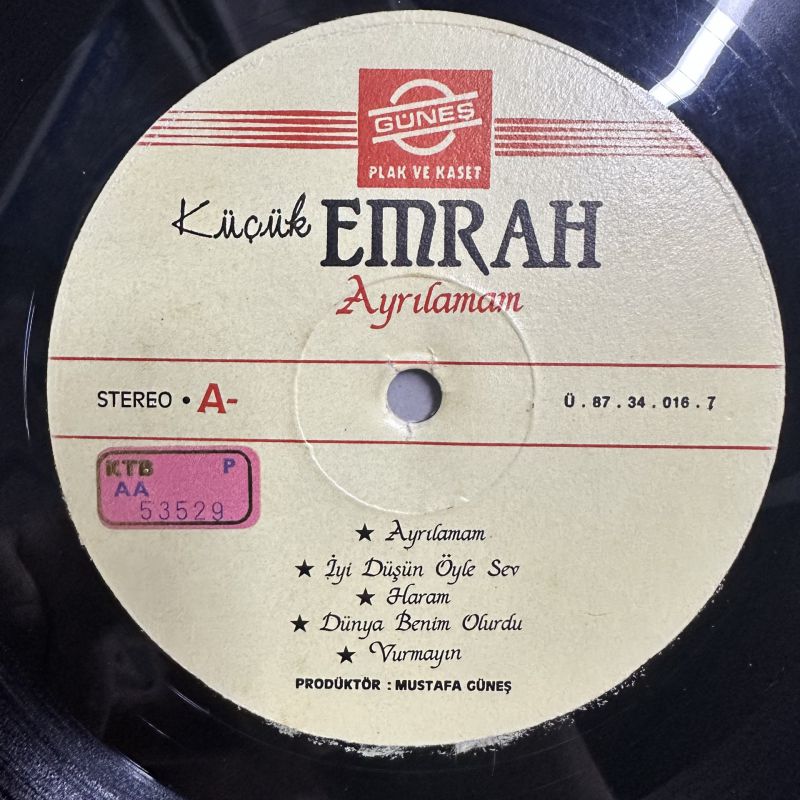 GÜNEŞ
PLAK VE KASET
Küçük EMRAH
Ayrılamam
STEREO • A-
Ü . 87 . 34 . 016 . 7
KTB P
AA
53529
★ Ayrılamam
★ İyi Düşün Öyle Sev
★ Haram
★ Dünya Benim Olurdu
★ Vurmayın
PRODÜKTÖR : MUSTAFA GÜNEŞ